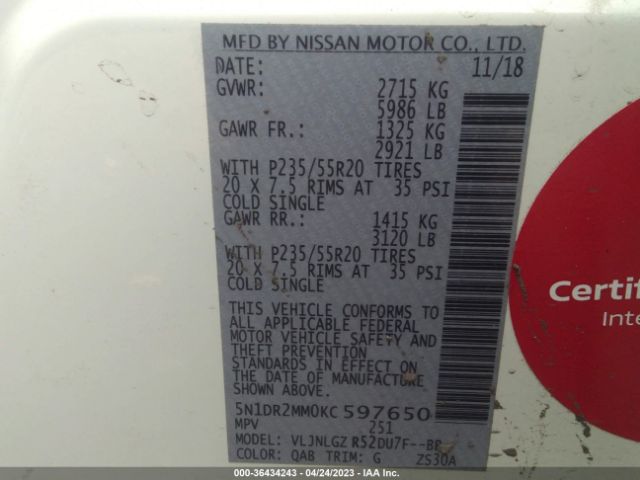 MFD BY NISSAN MOTOR CO., LTD.
DATE: 11/18
GVWR: 2715 KG
5986 LB
GAWR FR.: 1325 KG
2921 LB
WITH P235/55R20 TIRES
20 X 7.5 RIMS AT 35 PSI
COLD SINGLE
GAWR RR.: 1415 KG
3120 LB
WITH P235/55R20 TIRES
20 X 7.5 RIMS AT 35 PSI
COLD SINGLE
THIS VEHICLE CONFORMS TO
ALL APPLICABLE FEDERAL
MOTOR VEHICLE SAFETY AND
THEFT PREVENTION
STANDARDS IN EFFECT ON
THE DATE OF MANUFACTURE
SHOWN ABOVE.
5N1DR2MM0KC597650
MPV 251
MODEL: VLJNLGZ R52DU7F--BP
COLOR: QAB TRIM: G ZS30A
Certif
Inte
000-36434243 - 04/24/2023 - IAAI.COM